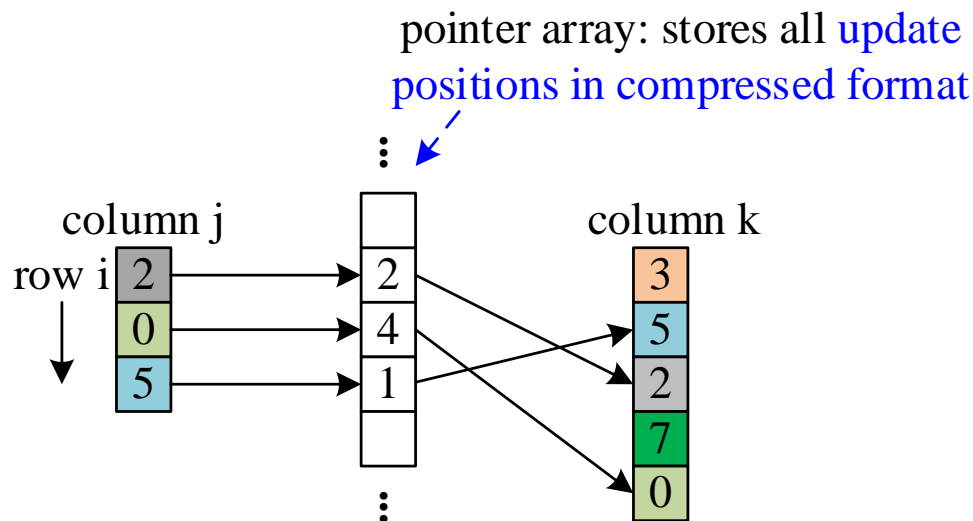 pointer array: stores all update
positions in compressed format
column j
column k
row i
2
2
3
0
4
5
5
1
2
7
0